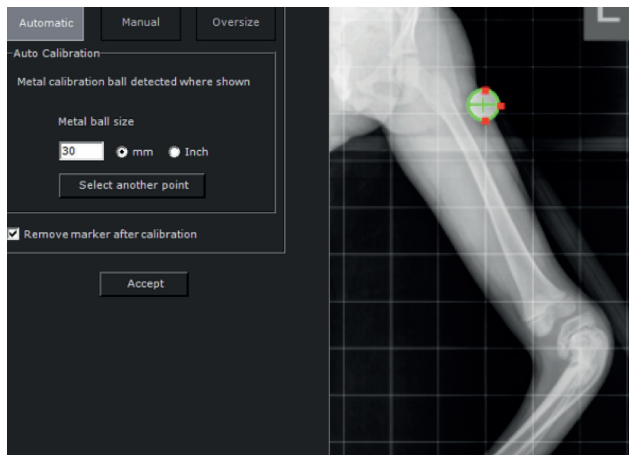 Automatic Manual Oversize
Auto Calibration
Metal calibration ball detected where shown
Metal ball size
30 mm Inch
Select another point
Remove marker after calibration
Accept
L